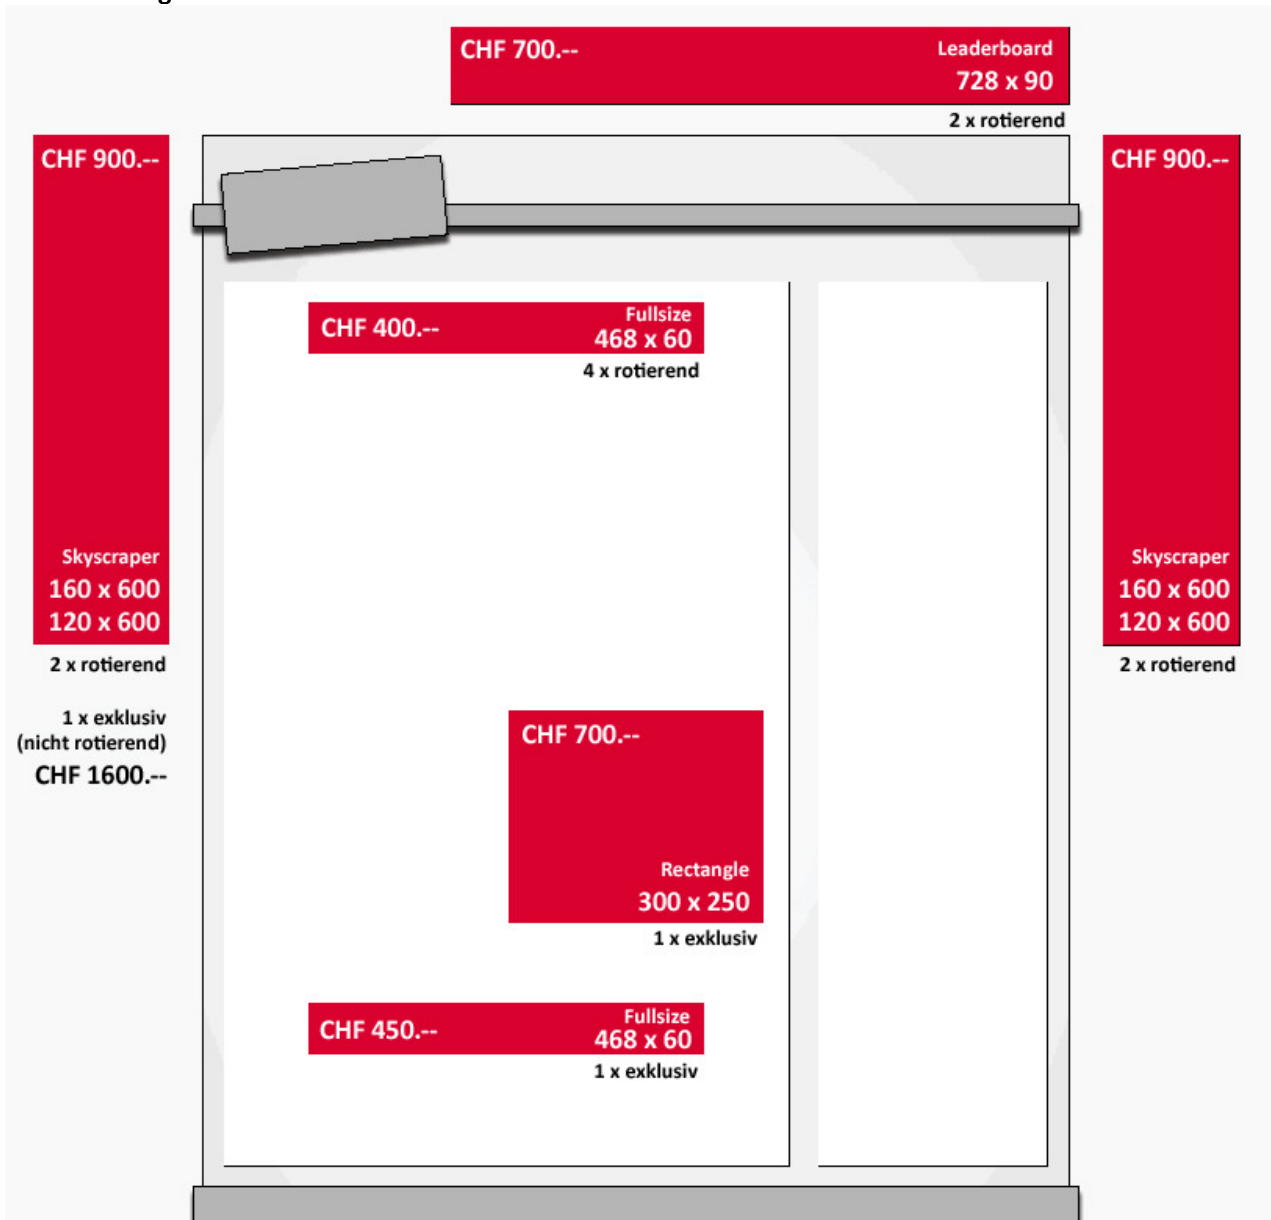 CHF 700.--
Leaderboard
728 x 90
2 x rotierend
CHF 900.--
Skyscraper
160 x 600
120 x 600
2 x rotierend
1 x exklusiv
(nicht rotierend)
CHF 1600.--
CHF 400.--
Fullsize
468 x 60
4 x rotierend
CHF 700.--
Rectangle
300 x 250
1 x exklusiv
CHF 450.--
Fullsize
468 x 60
1 x exklusiv
CHF 900.--
Skyscraper
160 x 600
120 x 600
2 x rotierend